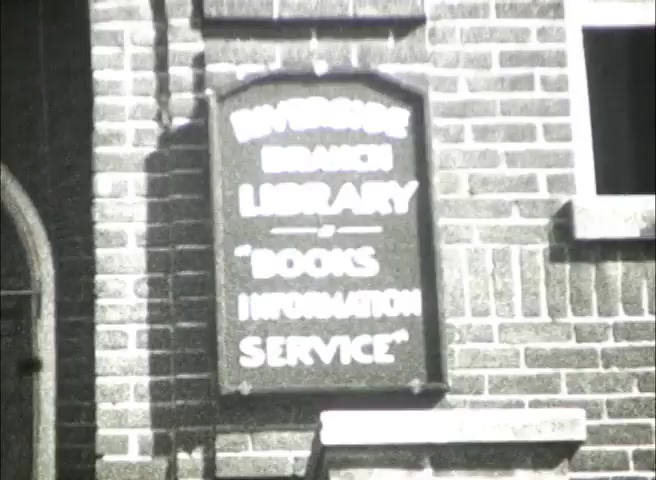 RIVERSIDE
BRANCH
LIBRARY
"BOOKS
INFORMATION
SERVICE"